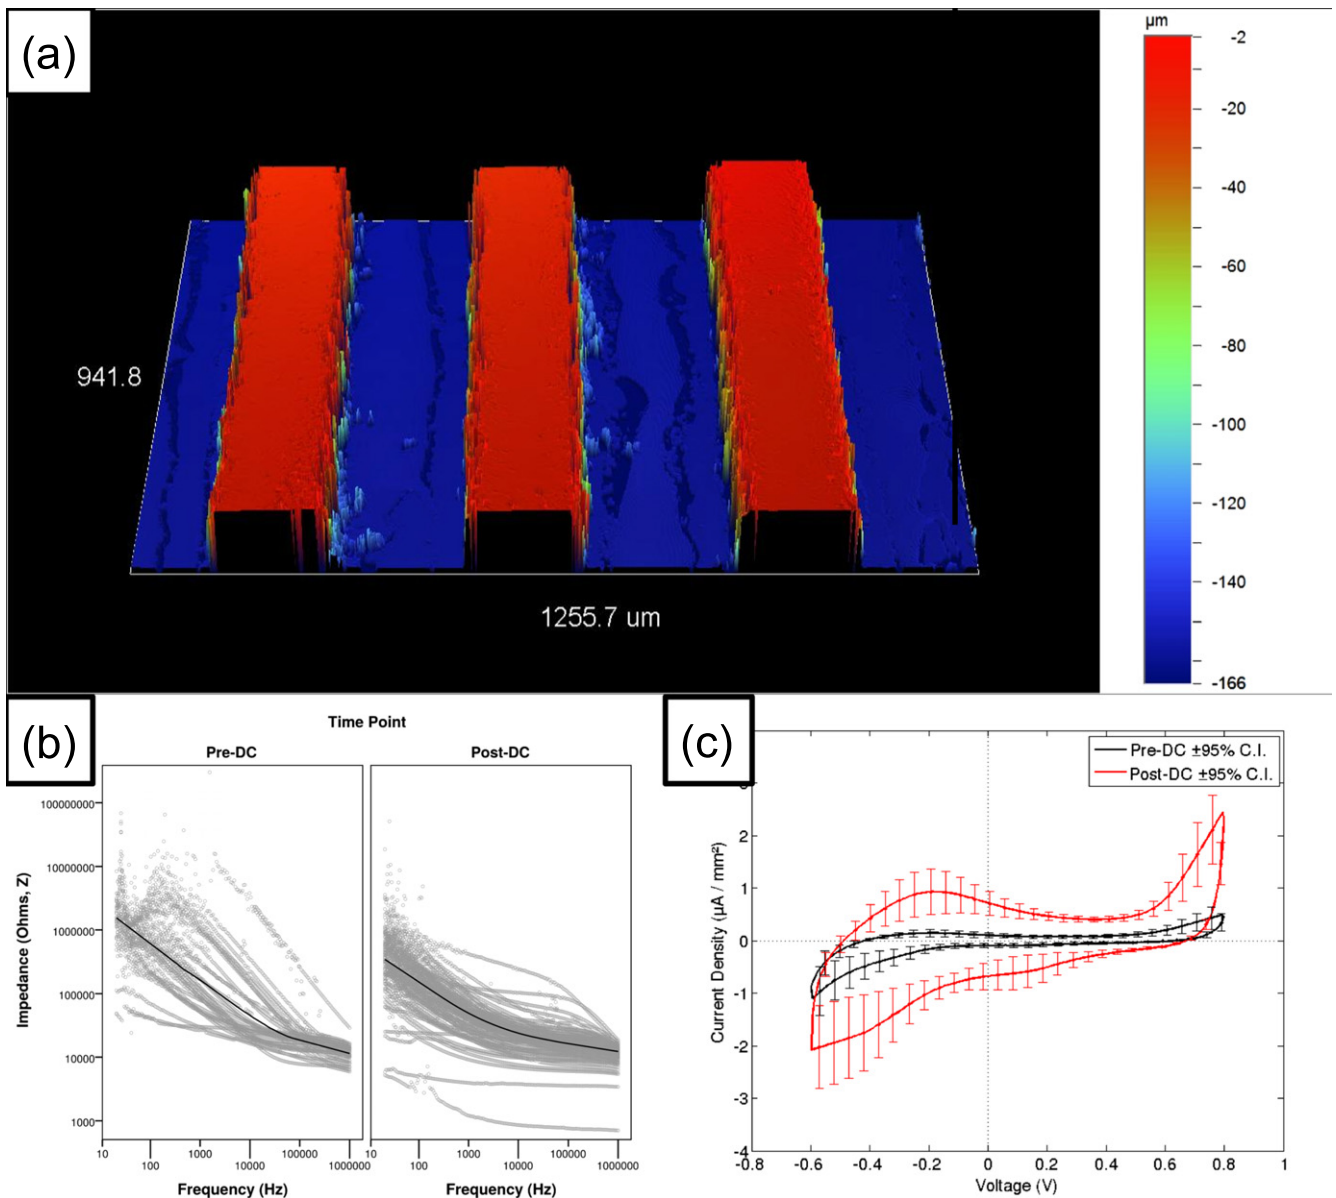 (a)
µm
-2
-20
-40
-60
-80
-100
-120
-140
-166
941.8
1255.7 um
(b)
Time Point
Pre-DC
Post-DC
Impedance (Ohms, Z)
100000000
10000000
1000000
100000
10000
1000
10 100 1000 10000 100000 1000000
10 100 1000 10000 100000 1000000
Frequency (Hz)
Frequency (Hz)
(c)
Pre-DC ±95% C.I.
Post-DC ±95% C.I.
Current Density (µA / mm²)
2
1
0
-1
-2
-3
-4
-0.8 -0.6 -0.4 -0.2 0 0.2 0.4 0.6 0.8 1
Voltage (V)